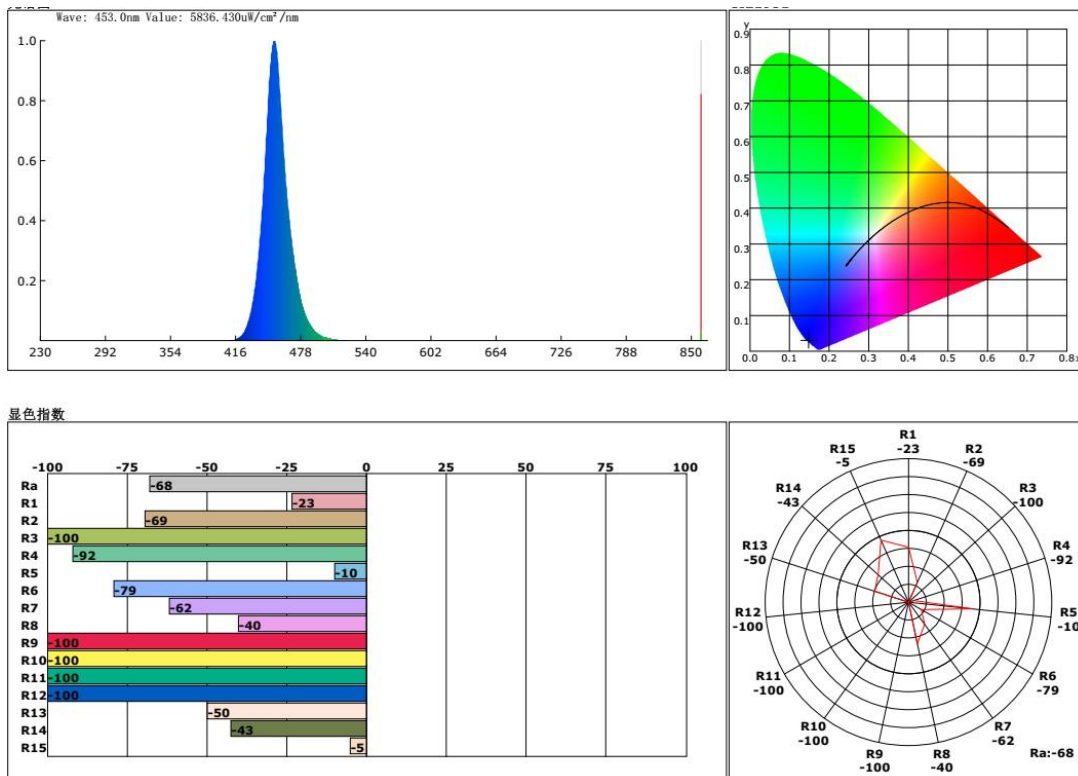 Wave: 453.0nm Value: 5836.430uW/cm²/nm
1.0
0.8
0.6
0.4
0.2
230 292 354 416 478 540 602 664 726 788 850
y
0.9
0.8
0.7
0.6
0.5
0.4
0.3
0.2
0.1
0.0 0.1 0.2 0.3 0.4 0.5 0.6 0.7 0.8x
显色指数
-100 -75 -50 -25 0 25 50 75 100
Ra -68
R1 -23
R2 -69
R3 -100
R4 -92
R5 -10
R6 -79
R7 -62
R8 -40
R9 -100
R10 -100
R11 -100
R12 -100
R13 -50
R14 -43
R15 -5
R1
-23
R2
-69
R3
-100
R4
-92
R5
-10
R6
-79
R7
-62
R8
-40
R9
-100
R10
-100
R11
-100
R12
-100
R13
-50
R14
-43
R15
-5
Ra:-68